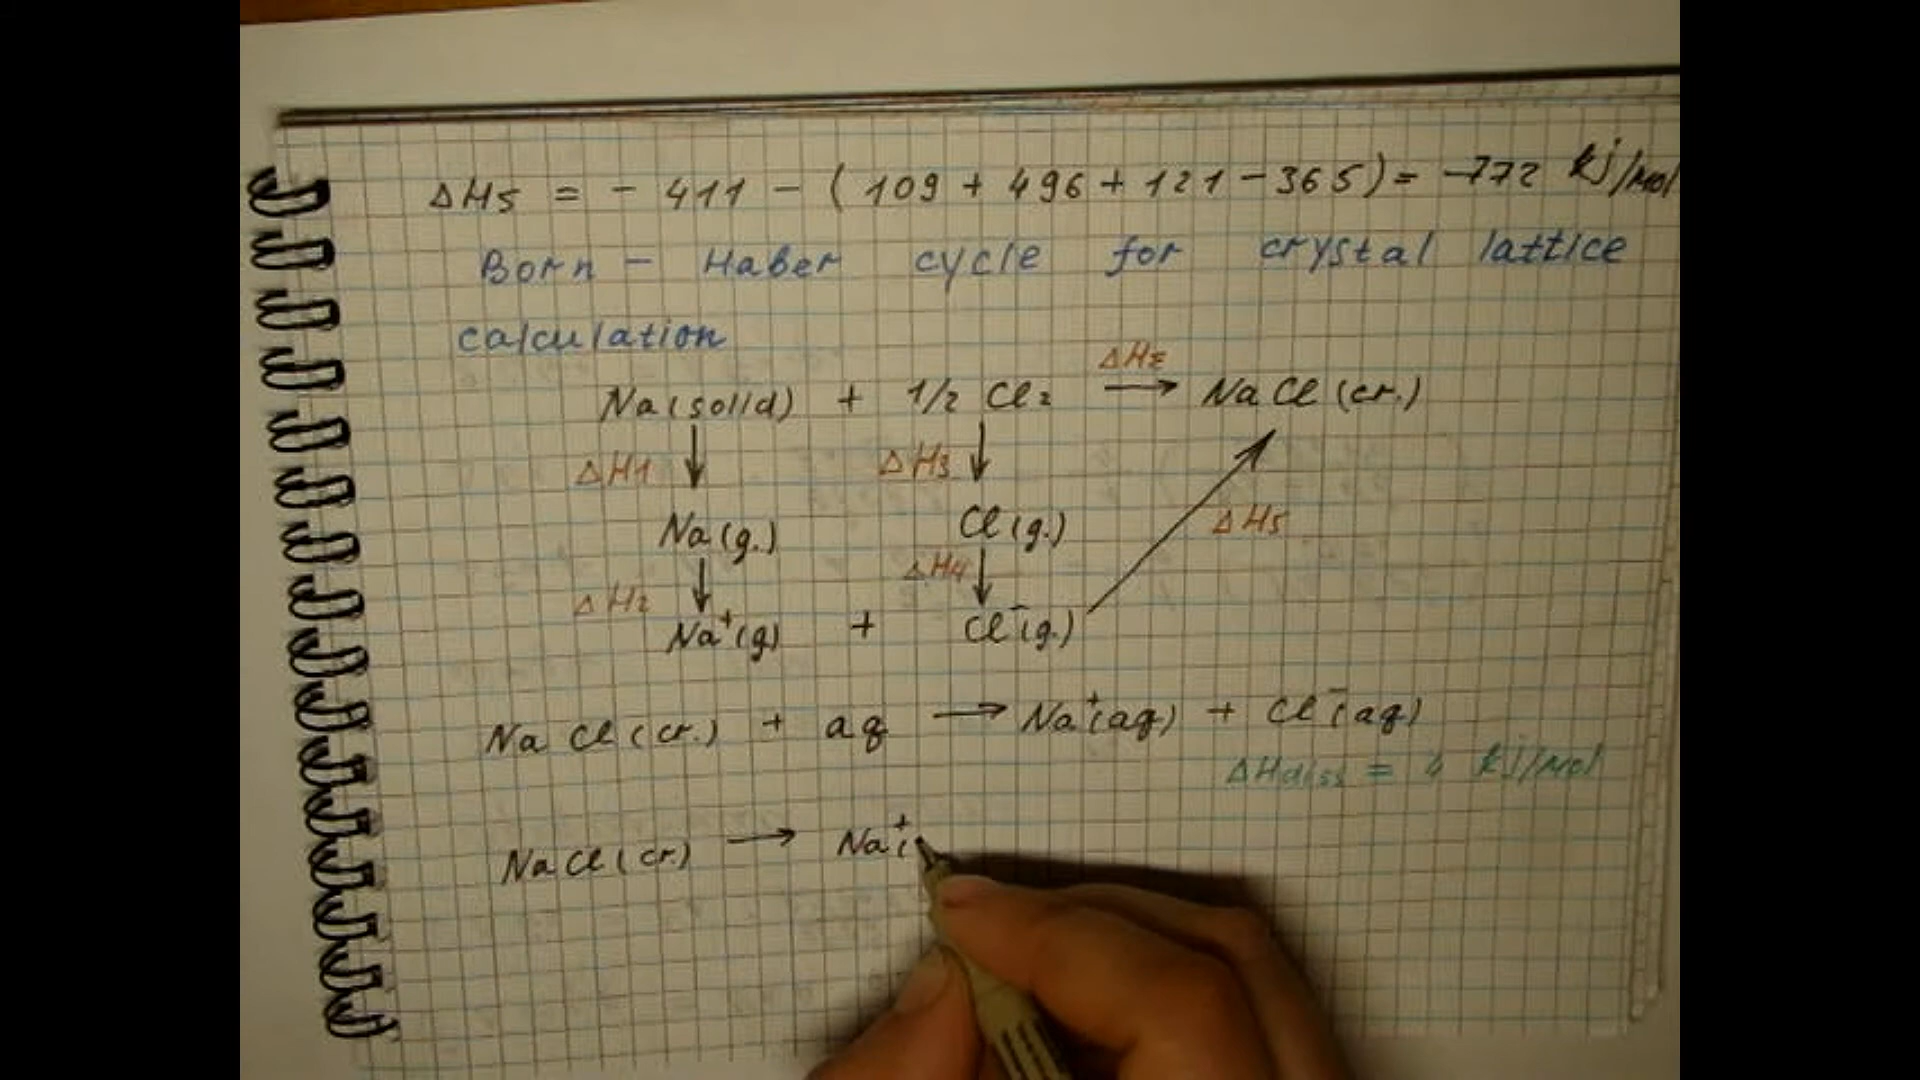 ΔH5 = - 411 - (109 + 496 + 121 - 365) = -772 kj/mol
Born - Haber cycle for crystal lattice
calculation
ΔHΣ
Na (solid) + 1/2 Cl2 → NaCl (cr.)
ΔH1 ↓ ΔH3 ↓
Na (g.) Cl (g.) ΔH5
ΔH2 ↓ ΔH4 ↓
Na⁺(g) + Cl⁻(g.)
NaCl (cr.) + aq → Na⁺(aq) + Cl⁻(aq)
ΔHdiss = 4 kj/mol
NaCl (cr.) → Na⁺(